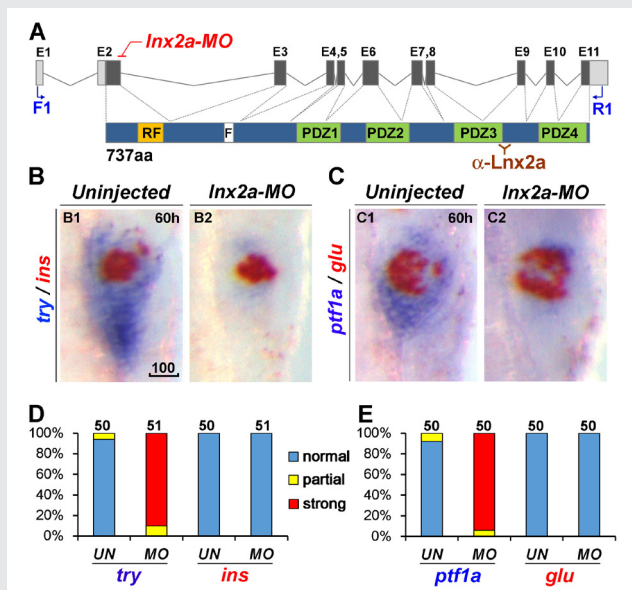 A
lnx2a-MO
E1 E2 E3 E4,5 E6 E7,8 E9 E10 E11
F1 R1
RF F PDZ1 PDZ2 PDZ3 PDZ4
737aa
α-Lnx2a
B Uninjected lnx2a-MO C Uninjected lnx2a-MO
B1 60h B2 C1 60h C2
try / ins
ptf1a / glu
100
D E
50 51 50 51
50 50 50 50
100%
80%
60%
40%
20%
0%
normal
partial
strong
100%
80%
60%
40%
20%
0%
UN MO UN MO
try ins
UN MO UN MO
ptf1a glu